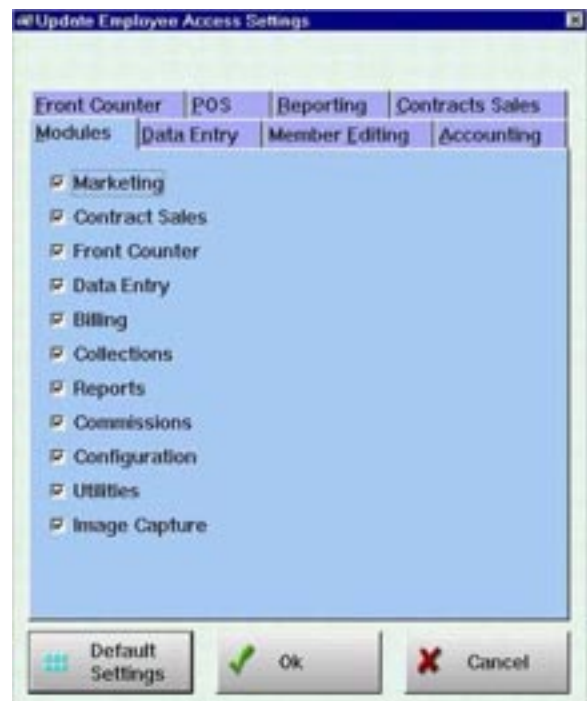 Update Employee Access Settings
Front Counter POS Reporting Contracts Sales
Modules Data Entry Member Editing Accounting
Marketing
Contract Sales
Front Counter
Data Entry
Billing
Collections
Reports
Commissions
Configuration
Utilities
Image Capture
Default Settings
Ok
Cancel